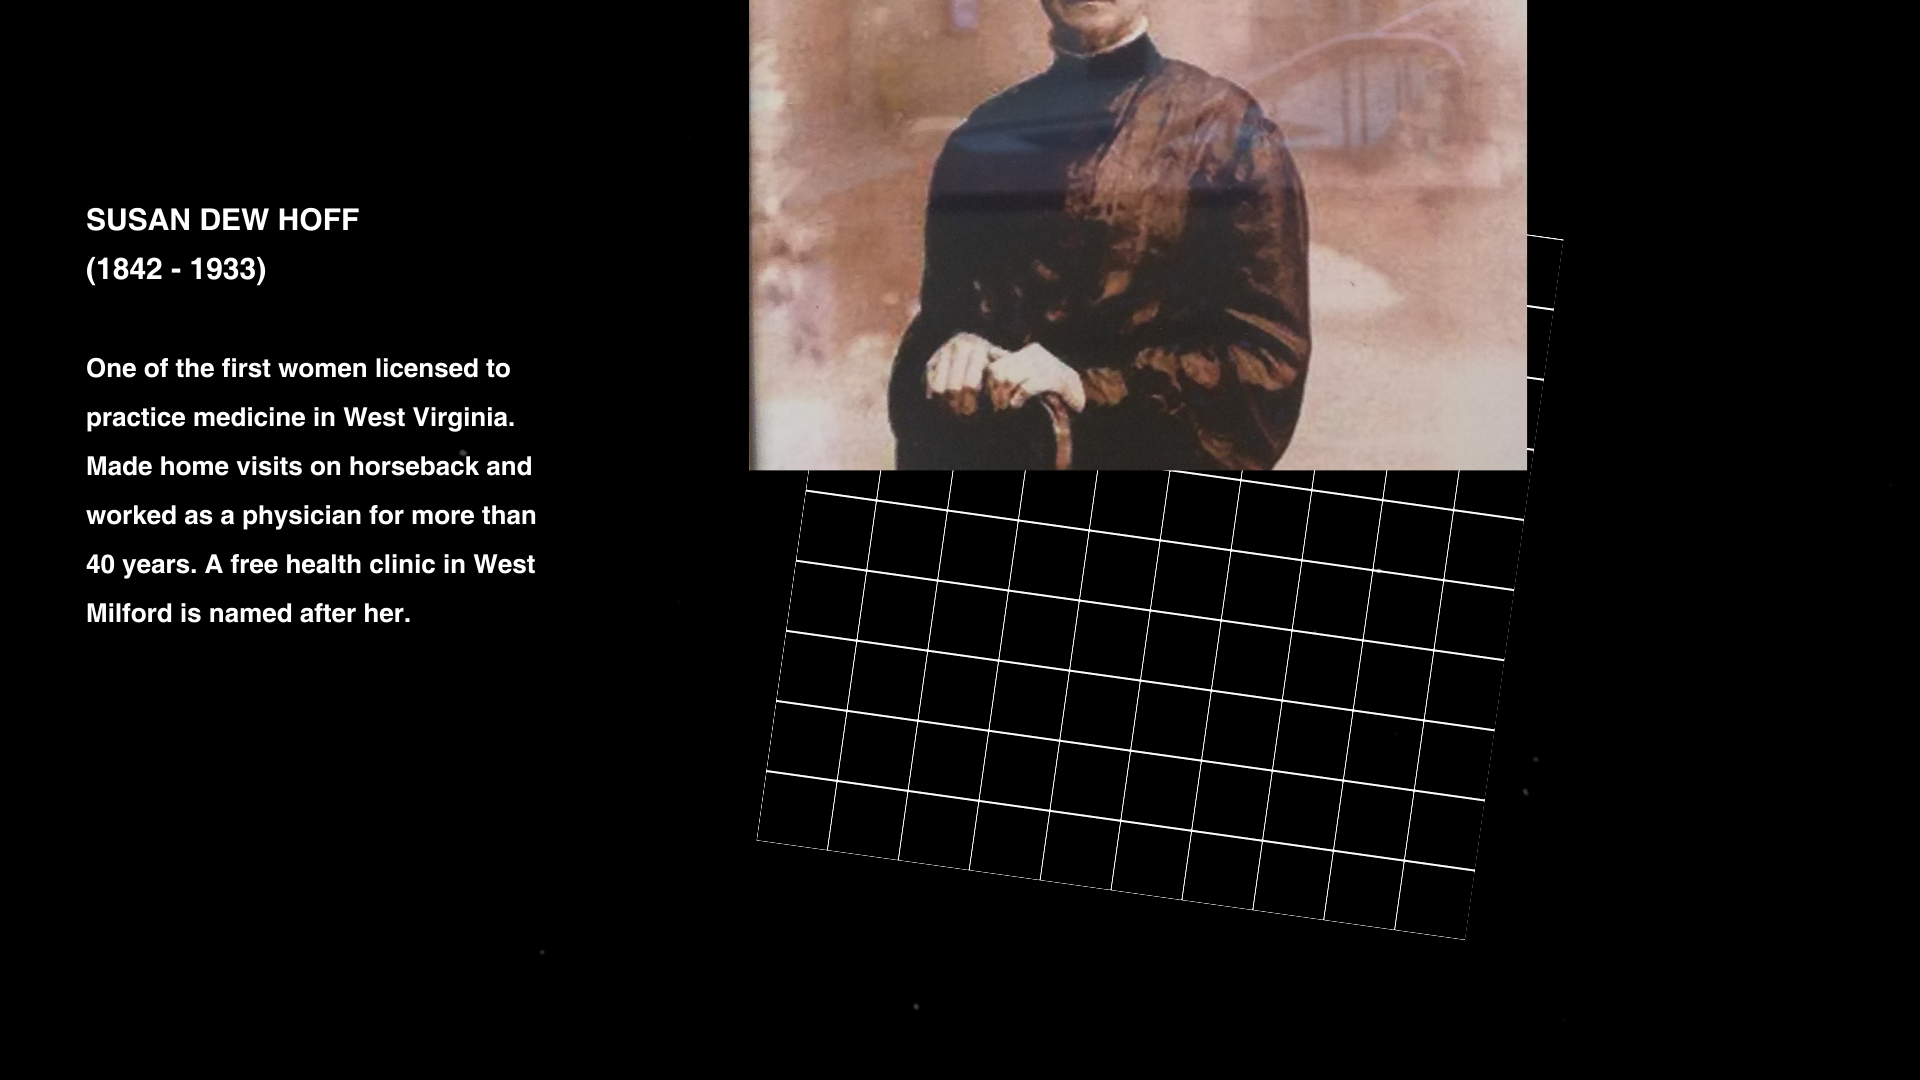 SUSAN DEW HOFF
(1842 - 1933)
One of the first women licensed to
practice medicine in West Virginia.
Made home visits on horseback and
worked as a physician for more than
40 years. A free health clinic in West
Milford is named after her.